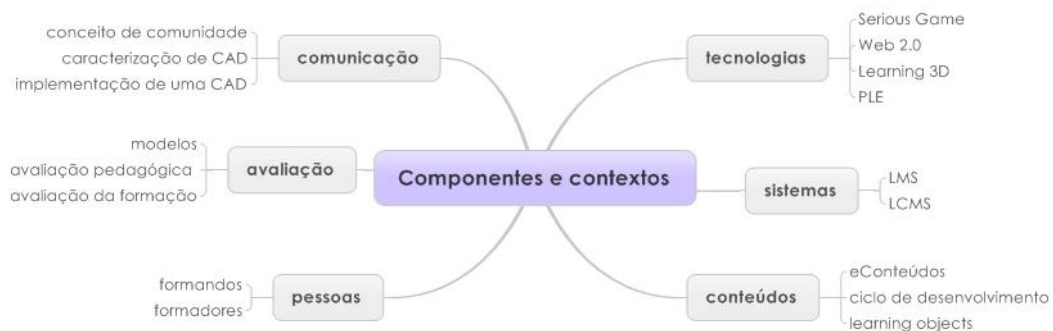 conceito de comunidade
caracterização de CAD
implementação de uma CAD
comunicação
modelos
avaliação pedagógica
avaliação da formação
avaliação
formandos
formadores
pessoas
Componentes e contextos
tecnologias
Serious Game
Web 2.0
Learning 3D
PLE
sistemas
LMS
LCMS
conteúdos
eConteúdos
ciclo de desenvolvimento
learning objects